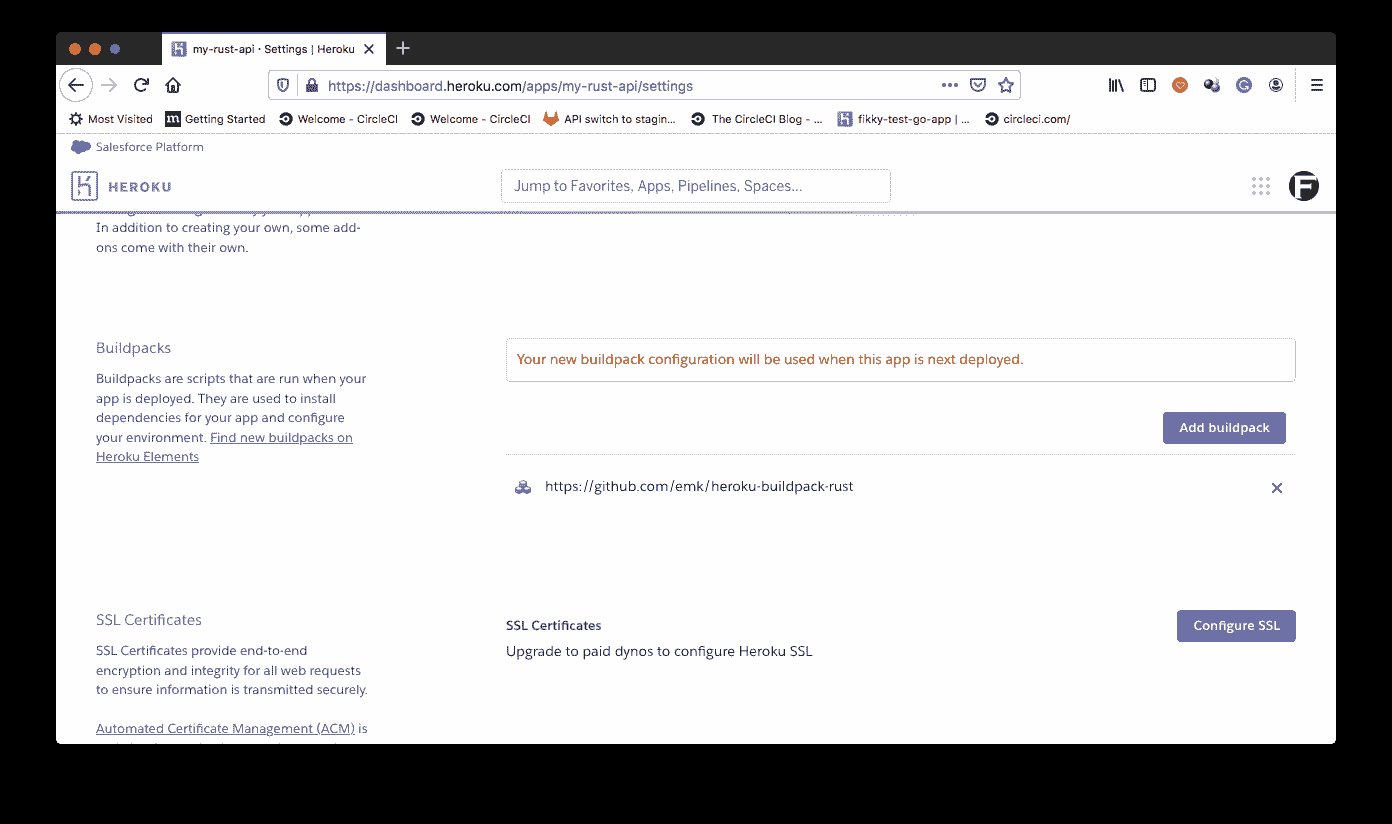 my-rust-api · Settings | Heroku
https://dashboard.heroku.com/apps/my-rust-api/settings
Most Visited
Getting Started
Welcome - CircleCI
Welcome - CircleCI
API switch to stagin...
The CircleCI Blog - ...
fikky-test-go-app | ...
circleci.com/
Salesforce Platform
HEROKU
Jump to Favorites, Apps, Pipelines, Spaces...
F
In addition to creating your own, some add-
ons come with their own.
Buildpacks
Buildpacks are scripts that are run when your
app is deployed. They are used to install
dependencies for your app and configure
your environment. Find new buildpacks on
Heroku Elements
Your new buildpack configuration will be used when this app is next deployed.
Add buildpack
https://github.com/emk/heroku-buildpack-rust
SSL Certificates
SSL Certificates provide end-to-end
encryption and integrity for all web requests
to ensure information is transmitted securely.
Automated Certificate Management (ACM) is
SSL Certificates
Upgrade to paid dynos to configure Heroku SSL
Configure SSL